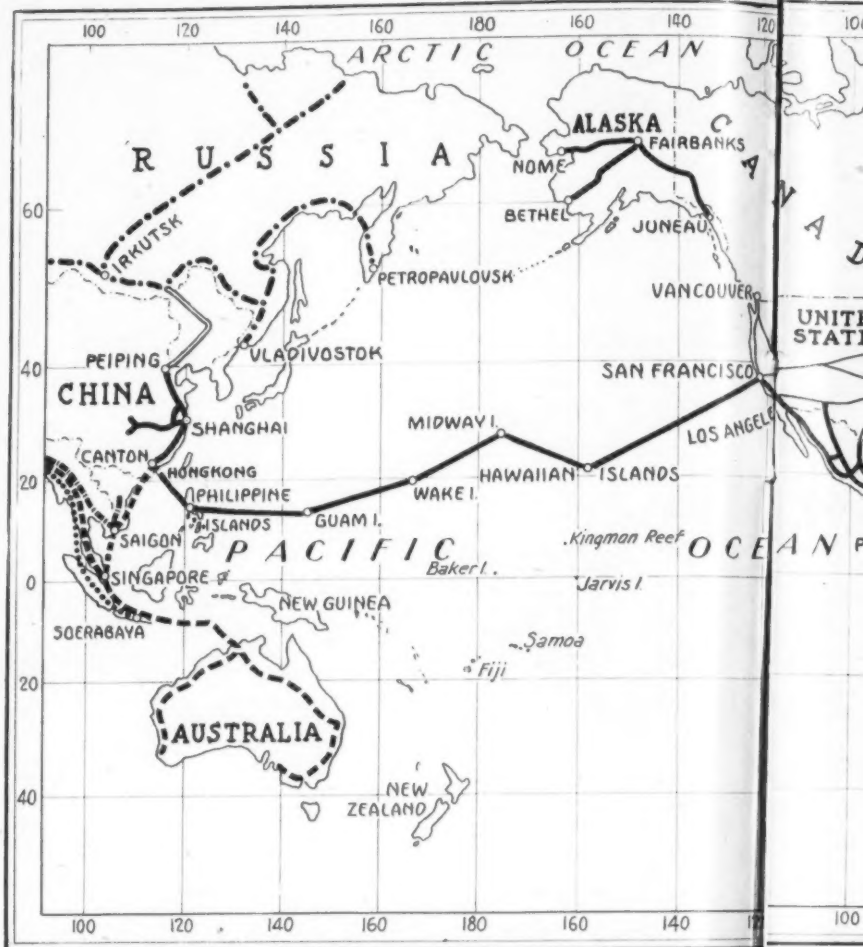 100 120 140 160 180 160 140 120 100
ARCTIC OCEAN
RUSSIA
ALASKA
FAIRBANKS
NOME
CANAD
60
BETHEL
JUNEAU
IRKUTSK
PETROPAVLOVSK
VANCOUVER
UNITE
STATE
VLADIVOSTOK
40
PEIPING
SAN FRANCISCO
CHINA
MIDWAY I.
LOS ANGELE
SHANGHAI
CANTON
HONGKONG
HAWAIIAN ISLANDS
20
PHILIPPINE
ISLANDS
WAKE I.
GUAM I.
SAIGON
PACIFIC OCEAN
Kingman Reef
P
Baker I.
Jarvis I.
0
SINGAPORE
NEW GUINEA
SOERABAYA
Samoa
Fiji
20
AUSTRALIA
40
NEW
ZEALAND
100 120 140 160 180 160 140 120 100